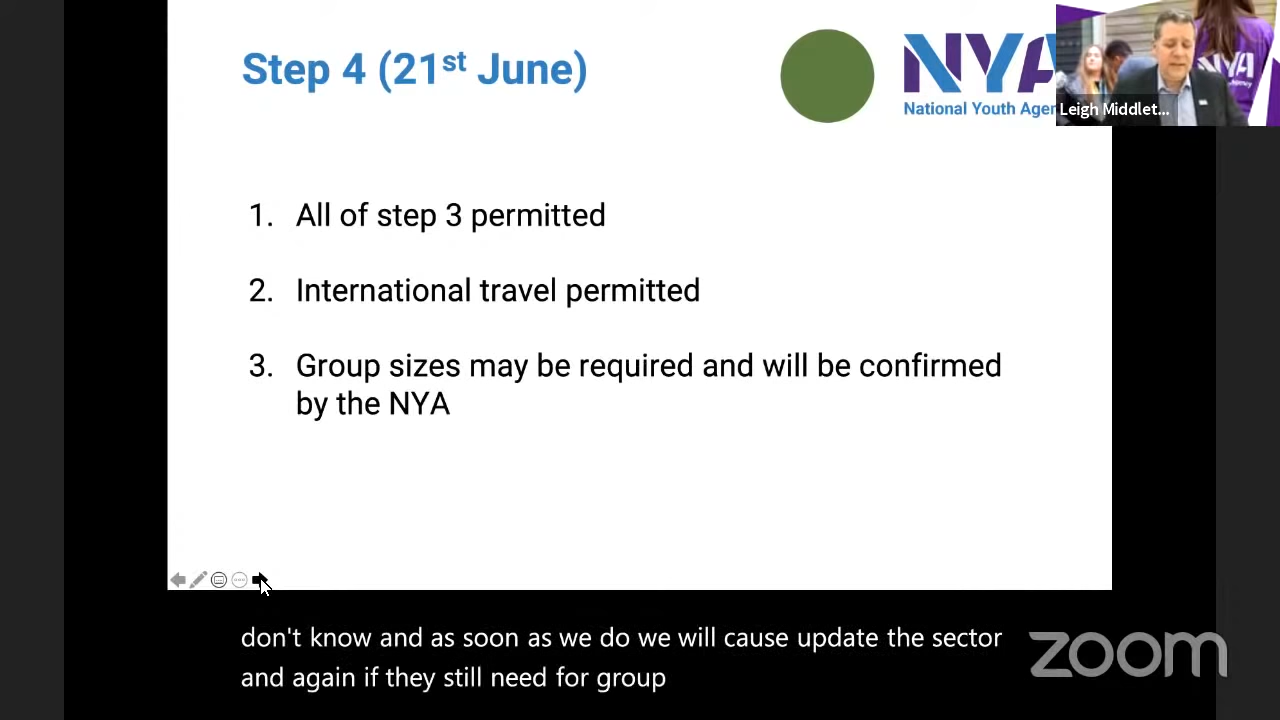 Step 4 (21st June)
NYA
National Youth Agen
NYA
Leigh Middlet...
1. All of step 3 permitted
2. International travel permitted
3. Group sizes may be required and will be confirmed
by the NYA
don't know and as soon as we do we will cause update the sector
and again if they still need for group
zoom